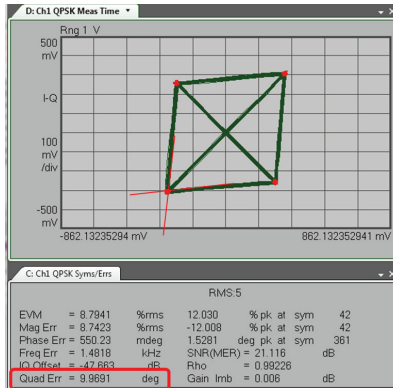 D: Ch1 QPSK Meas Time
Rng 1 V
500
mV
I-Q
100
mV
/div
-500
mV
-862.13235294 mV 862.132352941 mV
C: Ch1 QPSK Syms/Errs
RMS:5
EVM = 8.7941 %rms 12.030 % pk at sym 42
Mag Err = 8.7423 %rms -12.008 % pk at sym 42
Phase Err = 550.23 mdeg 1.5281 deg pk at sym 361
Freq Err = 1.4818 kHz SNR(MER) = 21.116 dB
IQ Offset = -47.663 dB Rho = 0.99226
Quad Err = 9.9691 deg Gain Imb = 0.006 dB